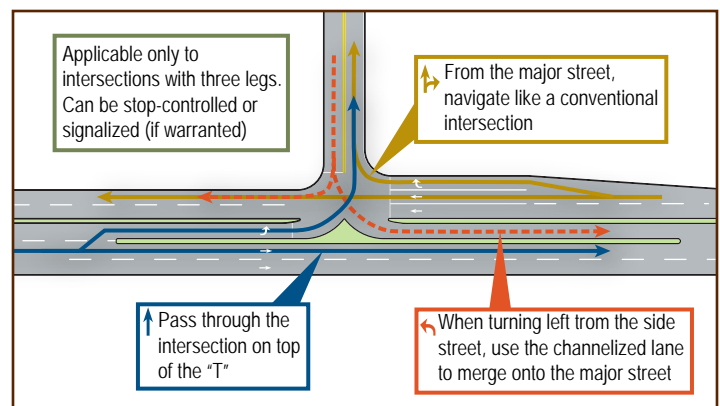 Applicable only to
intersections with three legs.
Can be stop-controlled or
signalized (if warranted)
From the major street,
navigate like a conventional
intersection
Pass through the
intersection on top
of the "T"
When turning left trom the side
street, use the channelized lane
to merge onto the major street